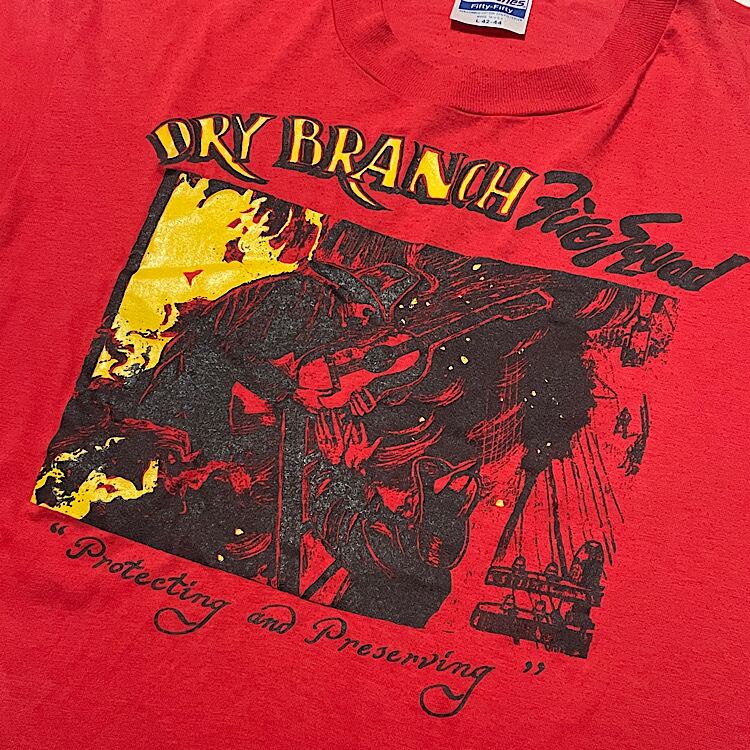 Fifty-Fifty
L 42-44
DRY BRANCH Fire Squad
"Protecting and Preserving"